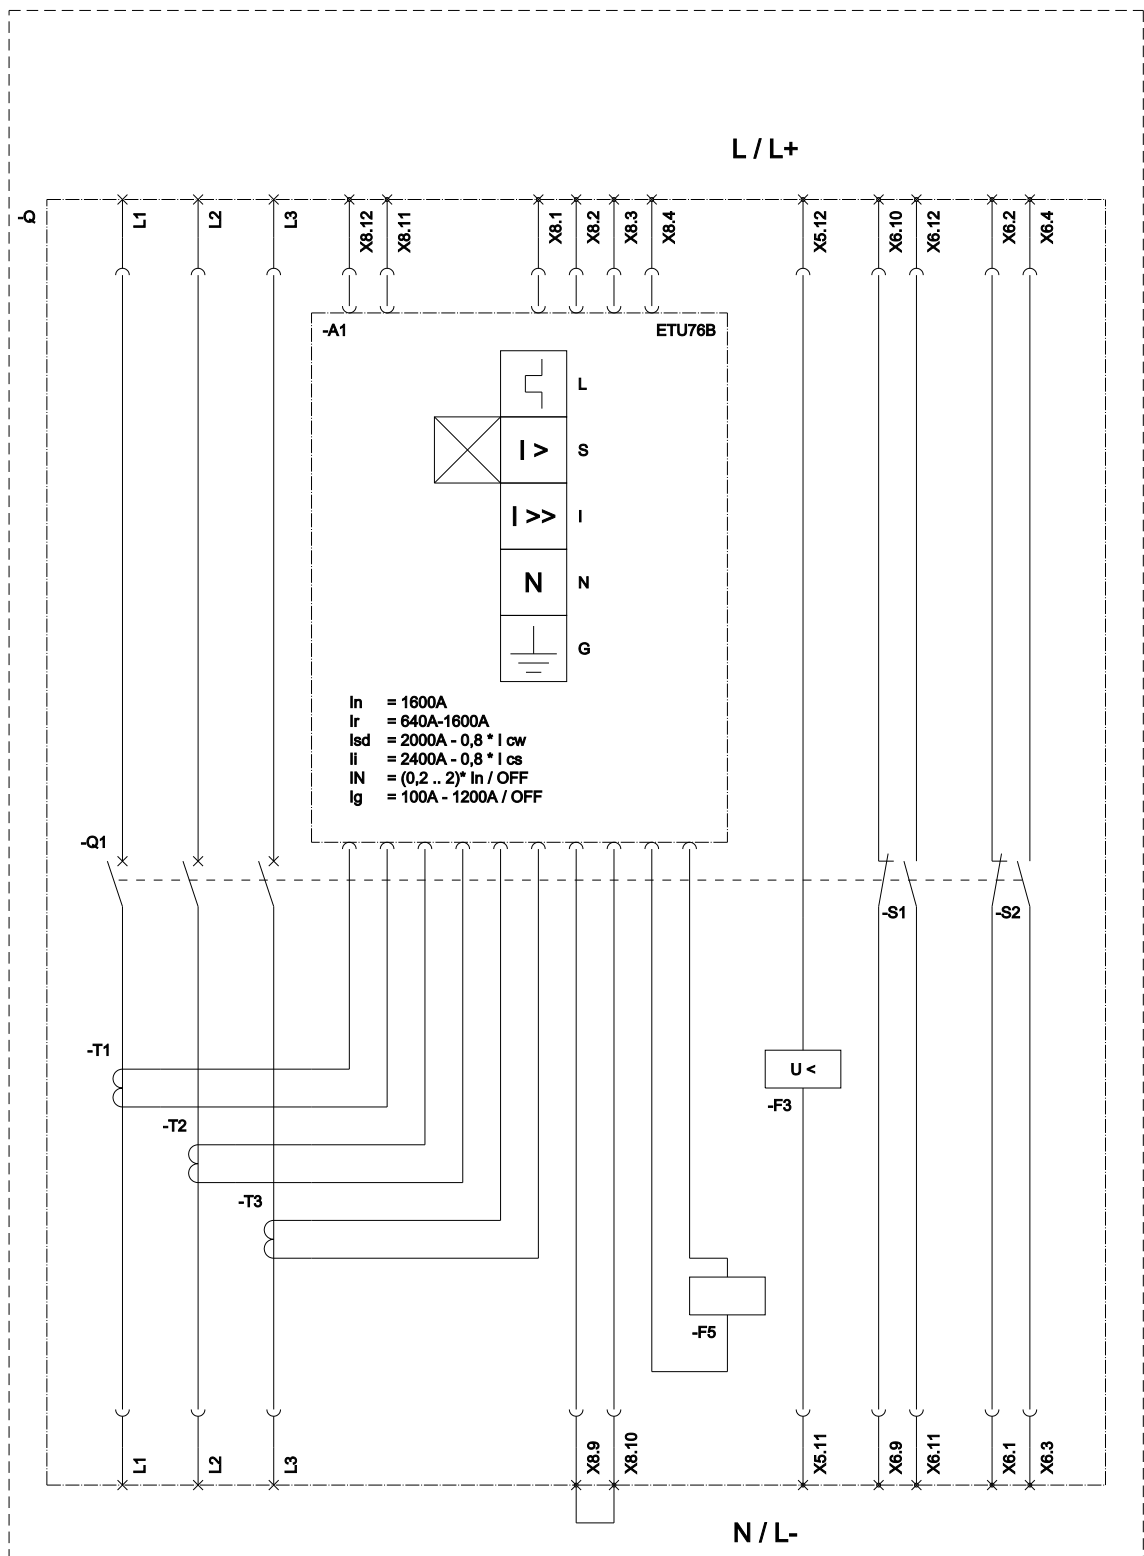 L / L+
-Q
L1
L2
L3
X8.12
X8.11
X8.1
X8.2
X8.3
X8.4
X5.12
X6.10
X6.12
X6.2
X6.4
-A1
ETU76B
L
I >
S
I >>
I
N
N
G
In = 1600A
Ir = 640A-1600A
Isd = 2000A - 0,8 * I cw
Ii = 2400A - 0,8 * I cs
IN = (0,2 .. 2)* In / OFF
Ig = 100A - 1200A / OFF
-Q1
-S1
-S2
-T1
U <
-F3
-T2
-T3
-F5
L1
L2
L3
X8.9
X8.10
X5.11
X6.9
X6.11
X6.1
X6.3
N / L-